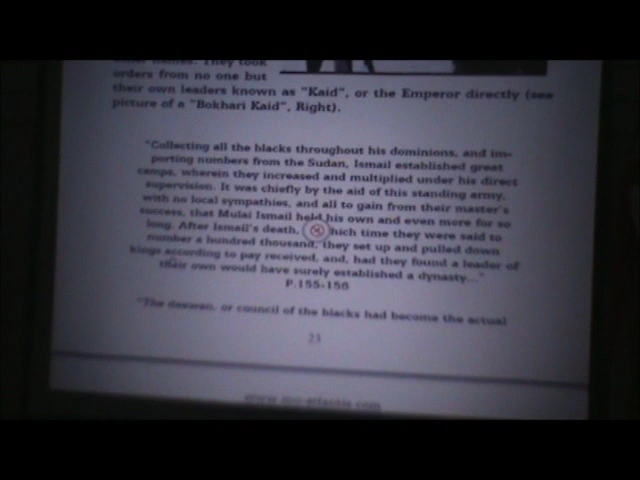 other names. They took
orders from no one but
their own leaders known as "Kaid", or the Emperor directly (see
picture of a "Bokhari Kaid", Right).
"Collecting all the blacks throughout his dominions, and im-
porting numbers from the Sudan, Ismail established great
camps, wherein they increased and multiplied under his direct
supervision. It was chiefly by the aid of this standing army,
with no local sympathies, and all to gain from their master's
success, that Mulai Ismail held his own and even more for so
long. After Ismail's death, hich time they were said to
number a hundred thousand, they set up and pulled down
kings according to pay received, and, had they found a leader of
their own would have surely established a dynasty..."
P.155-156
"The or council of the blacks had become the actual
23